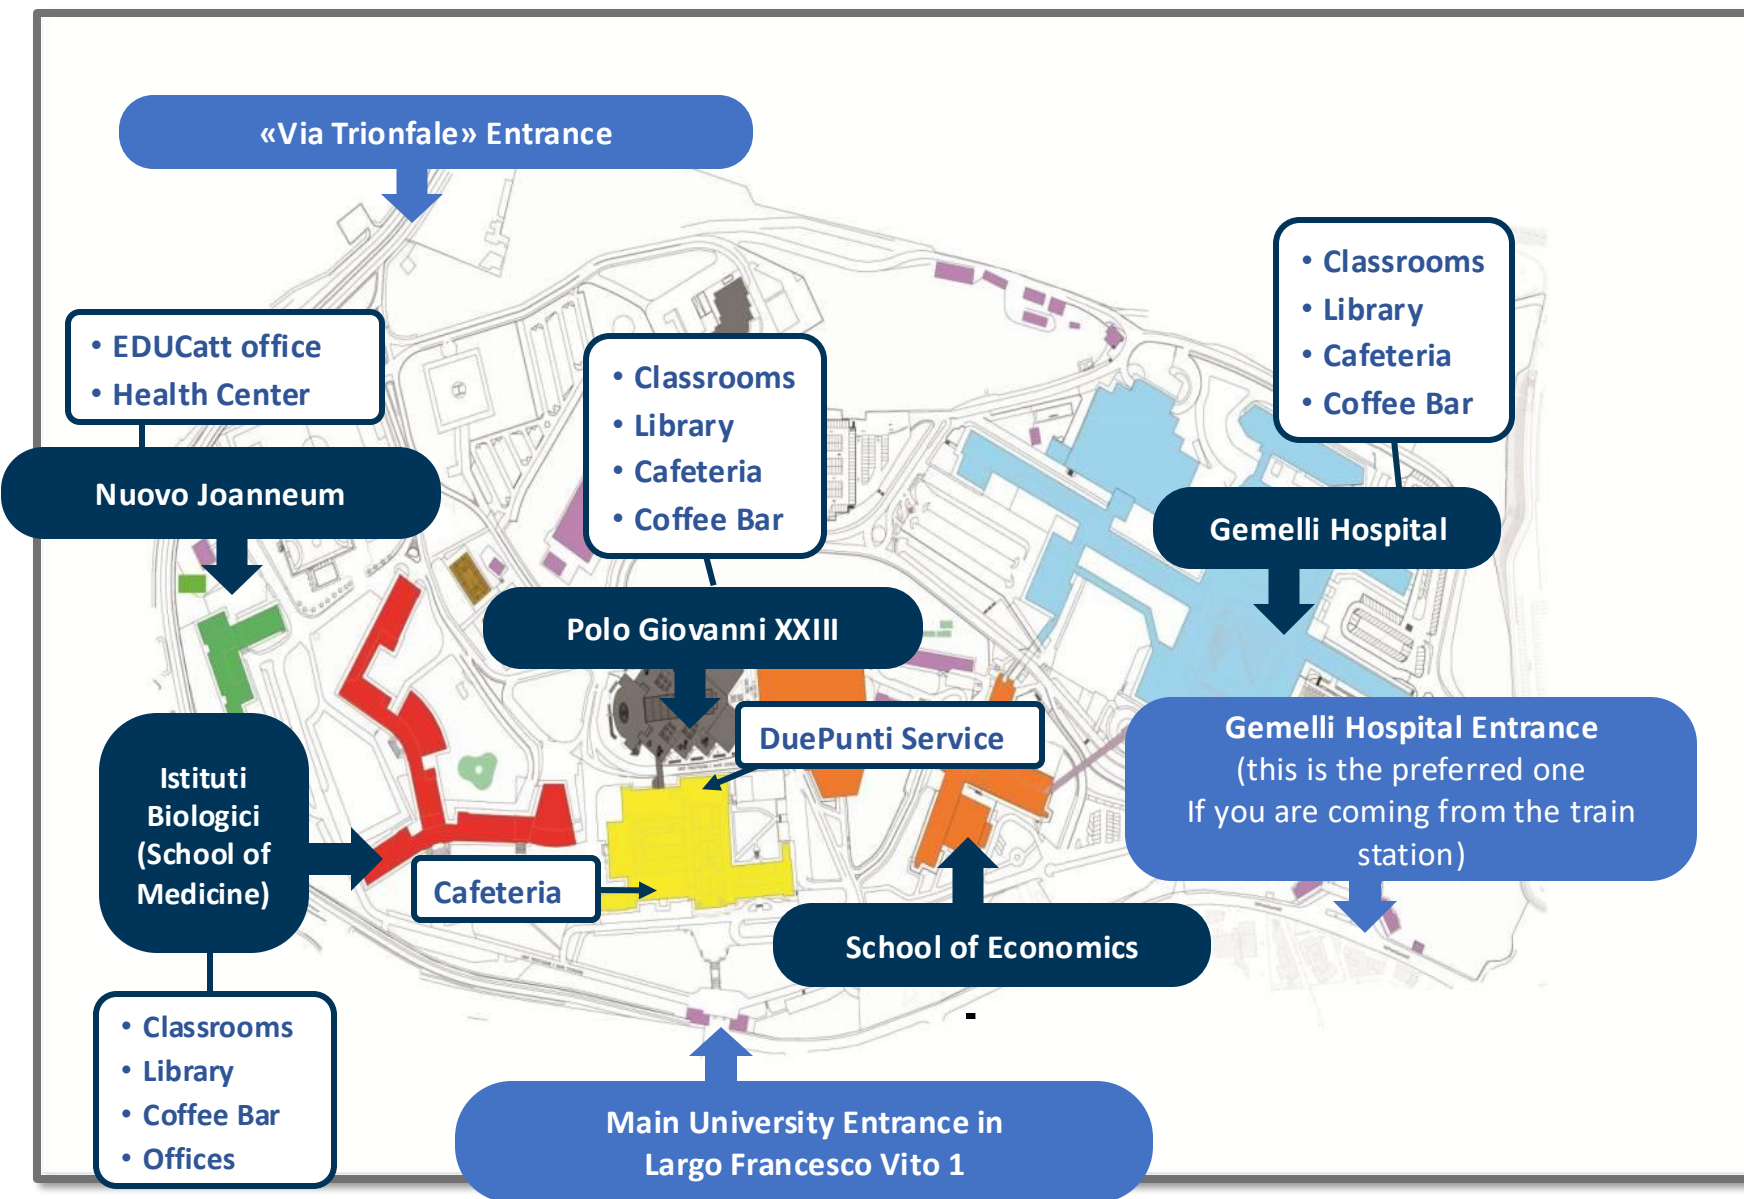 «Via Trionfale» Entrance
• EDUCatt office
• Health Center
Nuovo Joanneum
• Classrooms
• Library
• Cafeteria
• Coffee Bar
Polo Giovanni XXIII
• Classrooms
• Library
• Cafeteria
• Coffee Bar
Gemelli Hospital
DuePunti Service
Gemelli Hospital Entrance
(this is the preferred one
If you are coming from the train
station)
Istituti
Biologici
(School of
Medicine)
Cafeteria
School of Economics
• Classrooms
• Library
• Coffee Bar
• Offices
Main University Entrance in
Largo Francesco Vito 1
-